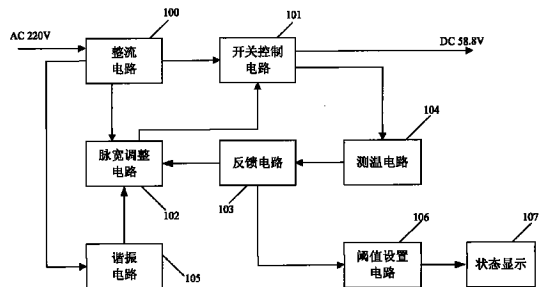 100
101
AC 220V
整流
电路
开关控制
电路
DC 58.8V
104
脉宽调整
电路
反馈电路
测温电路
102
103
106
107
谐振
电路
105
阈值设置
电路
状态显示